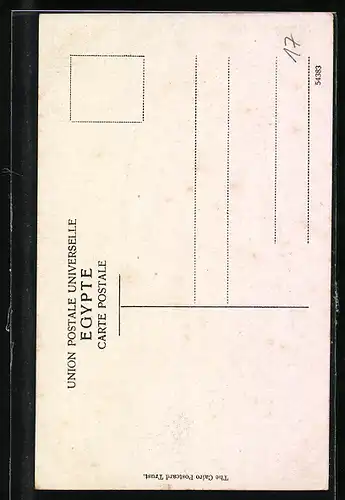 UNION POSTALE UNIVERSELLE
EGYPTE
CARTE POSTALE
17
54383
The Cairo Postcard Trust.